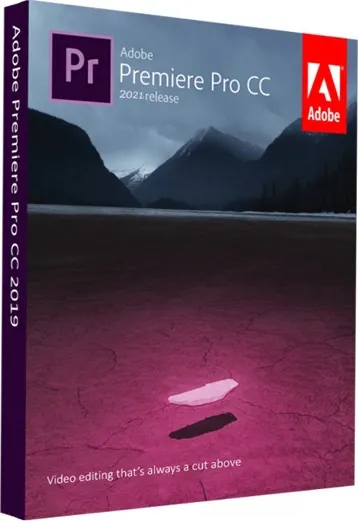 Adobe Premiere Pro CC 2019
Pr
Adobe
Premiere Pro CC
2021 release
Adobe
Video editing that's always a cut above